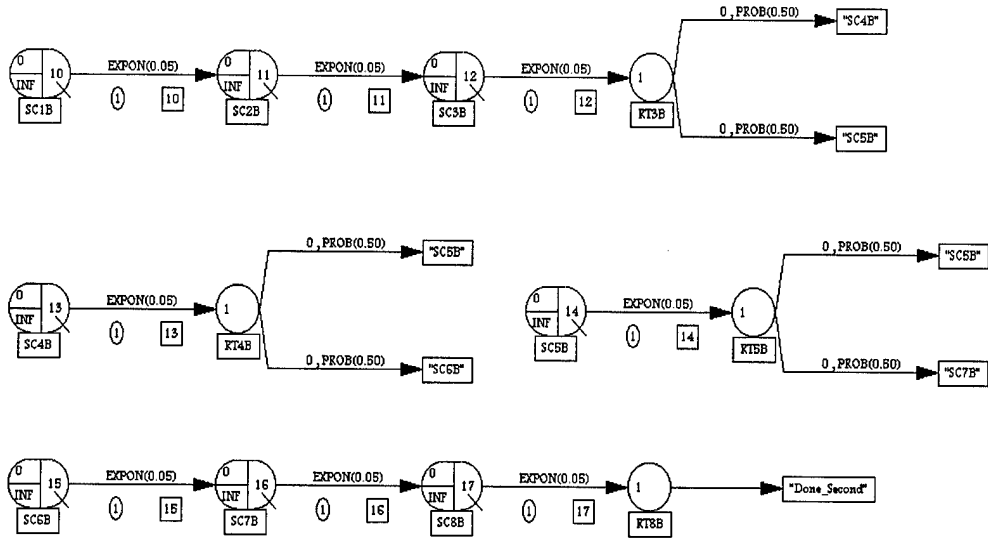 0 , PROB(0.50)
"SC4B"
0 INF 10
EXPON(0.05)
0 INF 11
EXPON(0.05)
0 INF 12
EXPON(0.05)
1
SC1B
1 10
SC2B
1 11
SC3B
1 12
RT3B
0 , PROB(0.50)
"SC5B"
0 , PROB(0.50)
"SC5B"
0 INF 13
EXPON(0.05)
1
SC4B
1 13
RT4B
0 , PROB(0.50)
"SC6B"
0 , PROB(0.50)
"SC5B"
0 INF 14
EXPON(0.05)
1
SC5B
1 14
RT5B
0 , PROB(0.50)
"SC7B"
0 INF 15
EXPON(0.05)
0 INF 16
EXPON(0.05)
0 INF 17
EXPON(0.05)
1
"Done_Second"
SC6B
1 15
SC7B
1 16
SC8B
1 17
RT8B